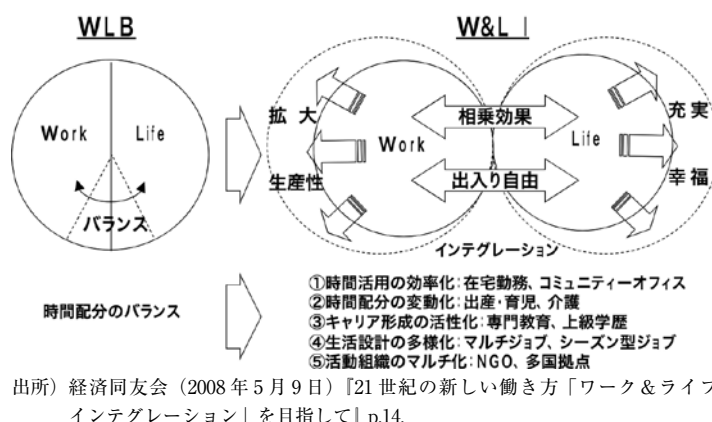 WLB
W&L I
Work
Life
バランス
拡大
生産性
相乗効果
Work
Life
出入り自由
充実
幸福
インテグレーション
時間配分のバランス
①時間活用の効率化:在宅勤務、コミュニティーオフィス
②時間配分の変動化:出産・育児、介護
③キャリア形成の活性化:専門教育、上級学歴
④生活設計の多様化:マルチジョブ、シーズン型ジョブ
⑤活動組織のマルチ化:NGO、多国拠点
出所)経済同友会(2008年5月9日)『21世紀の新しい働き方「ワーク&ライフ
インテグレーション」を目指して』p.14.